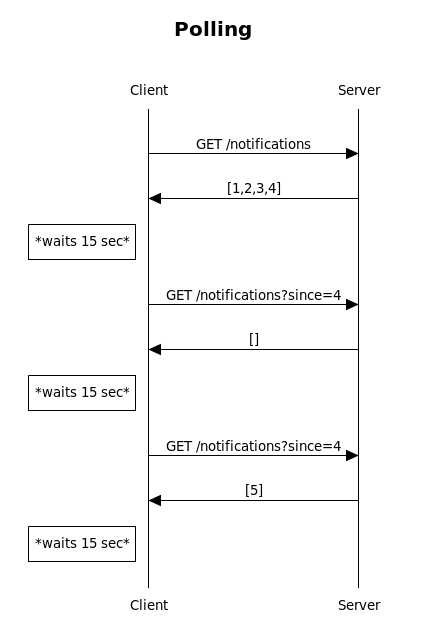 Polling
Client Server
GET /notifications
[1,2,3,4]
*waits 15 sec*
GET /notifications?since=4
[]
*waits 15 sec*
GET /notifications?since=4
[5]
*waits 15 sec*
Client Server